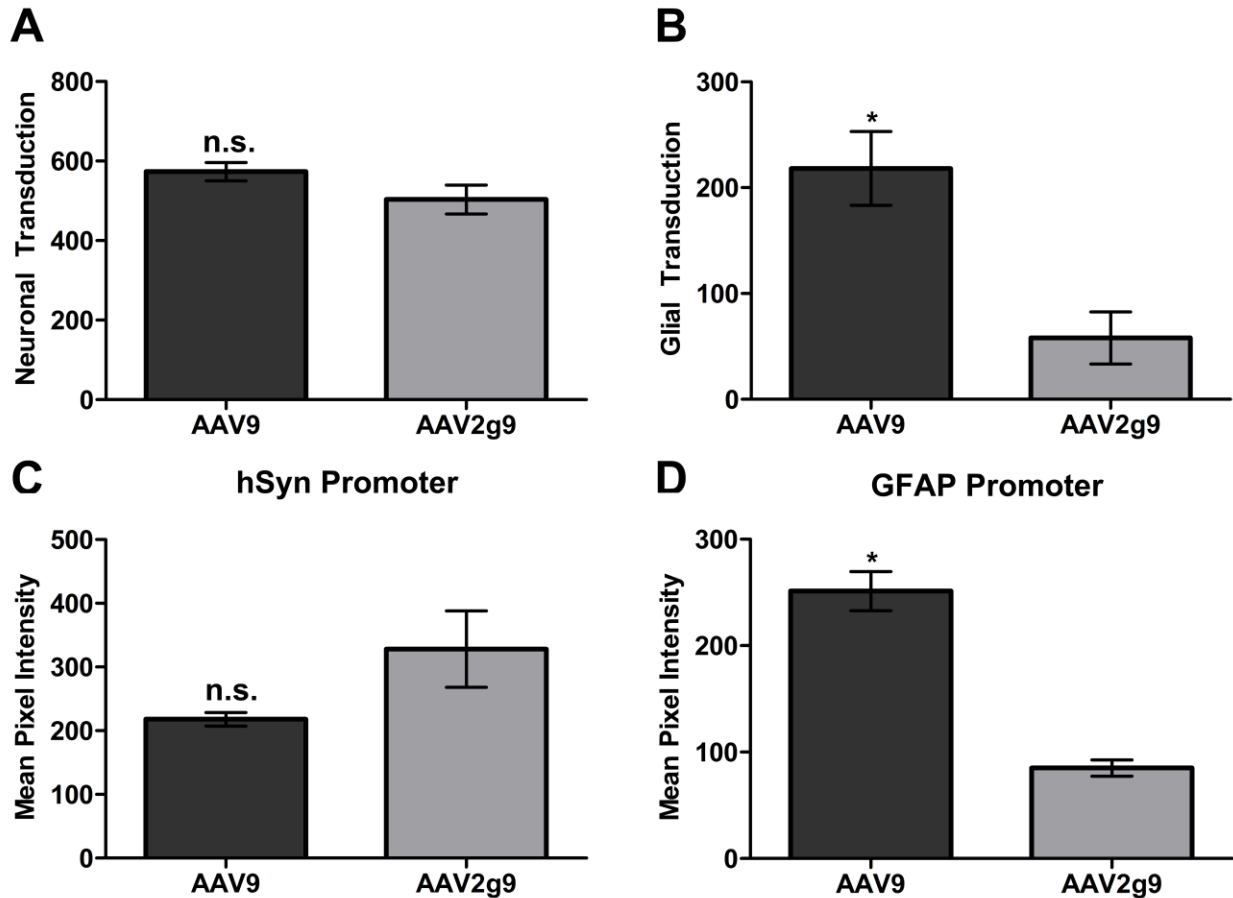 A
Neuronal Transduction
800
600
400
200
0
n.s.
AAV9
AAV2g9
B
Glial Transduction
300
200
100
0
*
AAV9
AAV2g9
C
hSyn Promoter
Mean Pixel Intensity
500
400
300
200
100
0
n.s.
AAV9
AAV2g9
D
GFAP Promoter
Mean Pixel Intensity
300
200
100
0
*
AAV9
AAV2g9